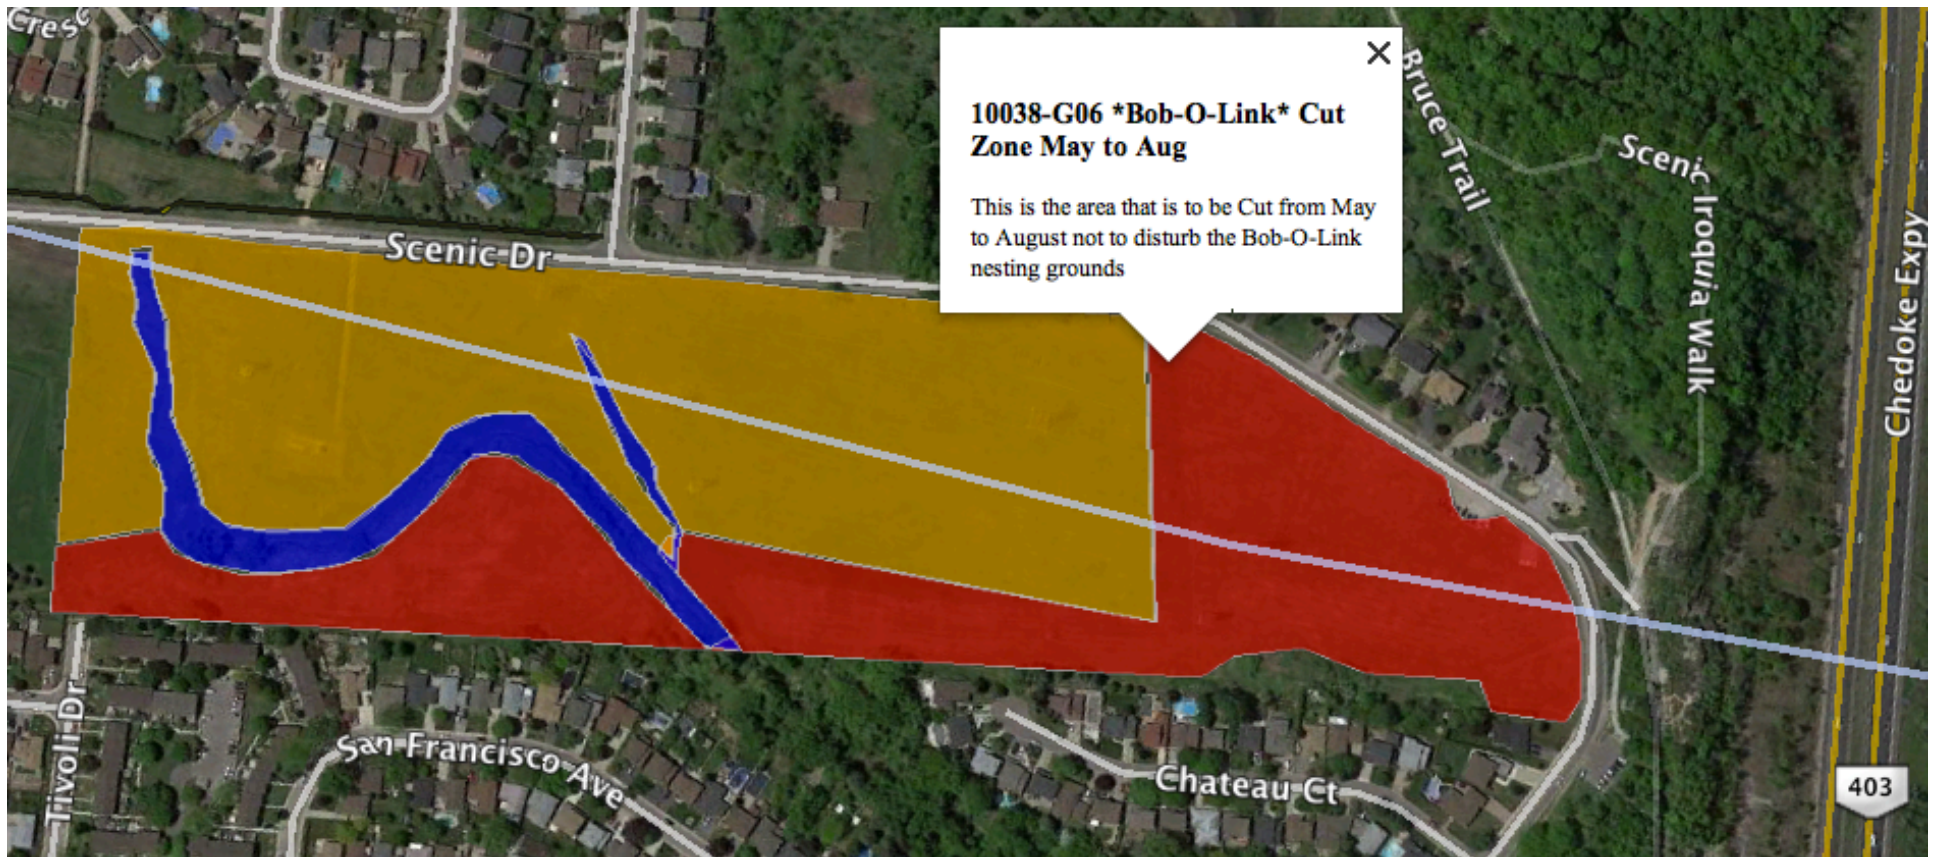 Cresc
10038-G06 *Bob-O-Link* Cut
Zone May to Aug
This is the area that is to be Cut from May
to August not to disturb the Bob-O-Link
nesting grounds
Bruce Trail
Scenic Iroquia Walk
Chedoke Expy
Scenic Dr
Tivoli Dr
San Francisco Ave
Chateau Ct
403